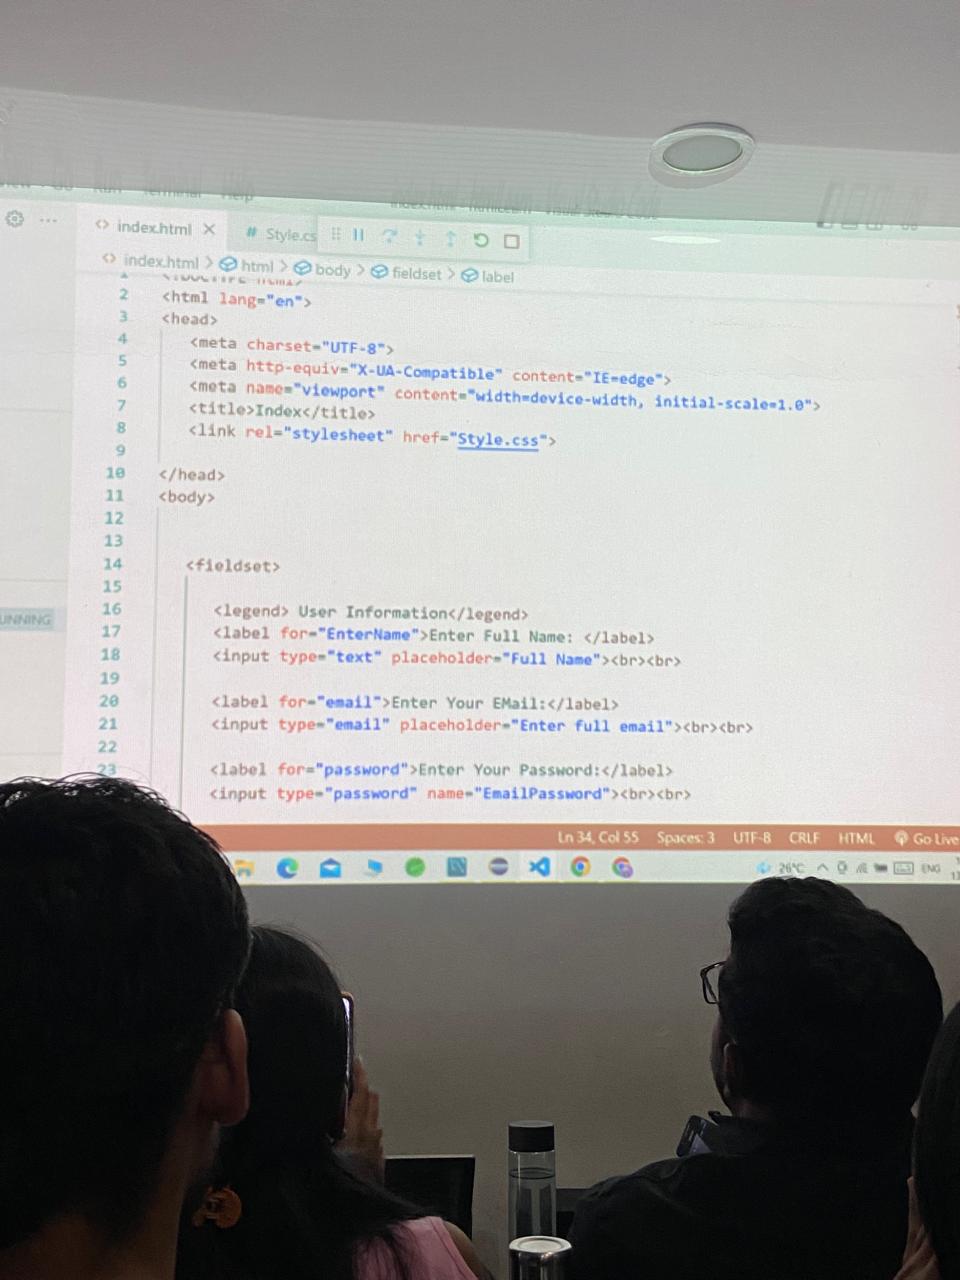 index.html
Style.cs
index.html > html > body > fieldset > label
2 <html lang="en">
3 <head>
4 <meta charset="UTF-8">
5 <meta http-equiv="X-UA-Compatible" content="IE=edge">
6 <meta name="viewport" content="width=device-width, initial-scale=1.0">
7 <title>Index</title>
8 <link rel="stylesheet" href="Style.css">
9
10 </head>
11 <body>
12
13
14 <fieldset>
15
16 <legend> User Information</legend>
17 <label for="EnterName">Enter Full Name: </label>
18 <input type="text" placeholder="Full Name"><br><br>
19
20 <label for="email">Enter Your EMail:</label>
21 <input type="email" placeholder="Enter full email"><br><br>
22
23 <label for="password">Enter Your Password:</label>
<input type="password" name="EmailPassword"><br><br>
UNNING
Ln 34, Col 55 Spaces: 3 UTF-8 CRLF HTML Go Live
26°C ENG